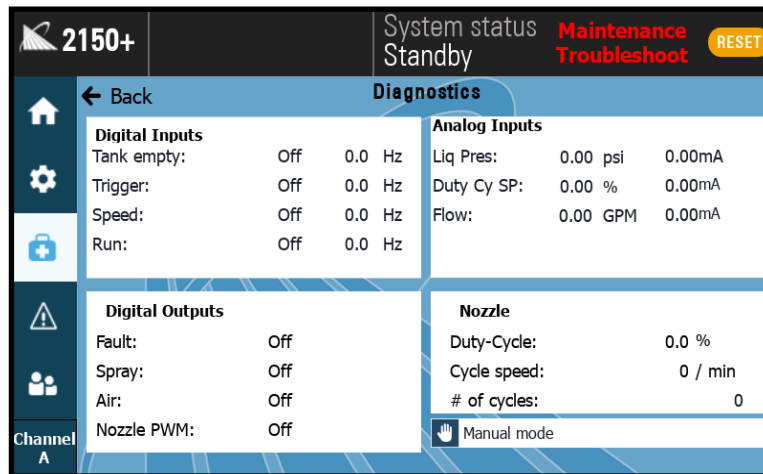 2150+
System status
Standby
Maintenance
Troubleshoot
RESET
Back
Diagnostics
Digital Inputs
Tank empty: Off 0.0 Hz
Trigger: Off 0.0 Hz
Speed: Off 0.0 Hz
Run: Off 0.0 Hz
Analog Inputs
Liq Pres: 0.00 psi 0.00mA
Duty Cy SP: 0.00 % 0.00mA
Flow: 0.00 GPM 0.00mA
Digital Outputs
Fault: Off
Spray: Off
Air: Off
Nozzle PWM: Off
Nozzle
Duty-Cycle: 0.0 %
Cycle speed: 0 / min
# of cycles: 0
Manual mode
Channel
A